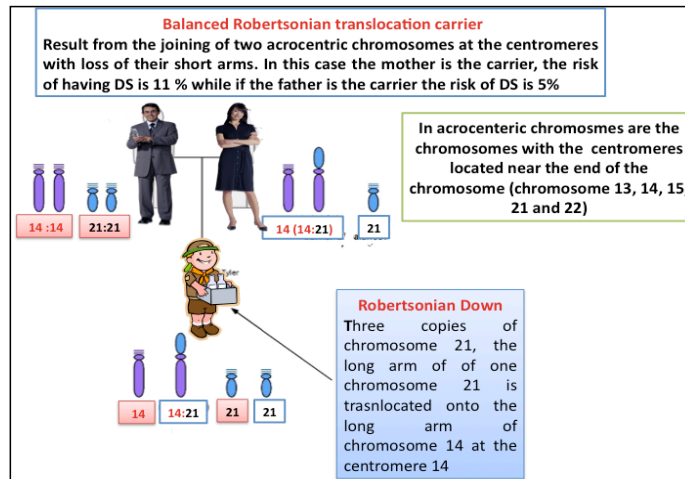 Balanced Robertsonian translocation carrier
Result from the joining of two acrocentric chromosomes at the centromeres
with loss of their short arms. In this case the mother is the carrier, the risk
of having DS is 11 % while if the father is the carrier the risk of DS is 5%
In acrocenteric chromosmes are the
chromosomes with the centromeres
located near the end of the
chromosome (chromosome 13, 14, 15,
21 and 22)
14 :14
21:21
14 (14:21)
21
Tyler
Robertsonian Down
Three copies of
chromosome 21, the
long arm of of one
chromosome 21 is
trasnlocated onto the
long arm of
chromosome 14 at the
centromere 14
14
14:21
21
21